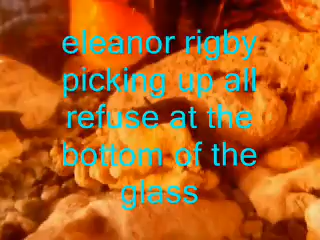 eleanor rigby
picking up all
refuse at the
bottom of the
glass